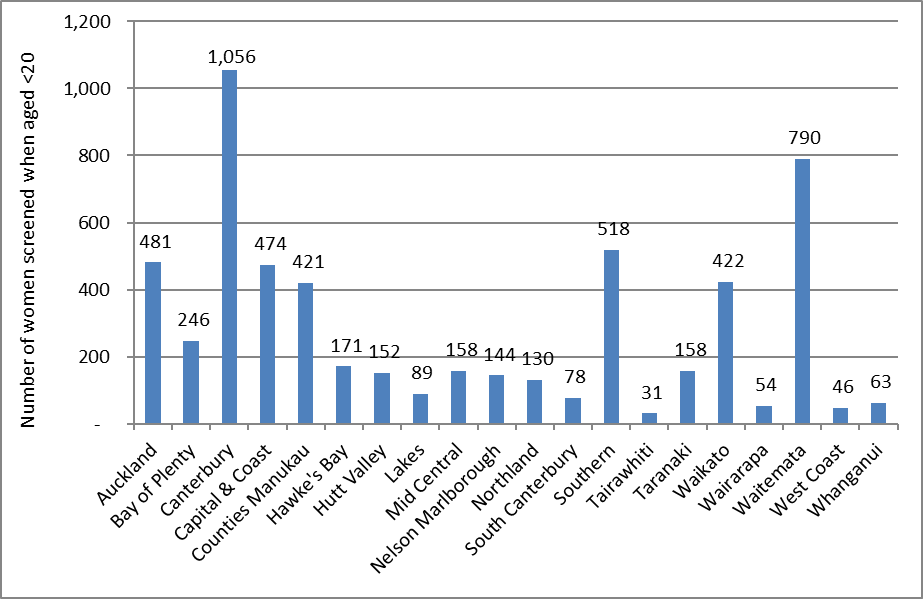 Number of women screened when aged <20
1,200
1,000
800
600
400
200
-
481
246
1,056
474
421
171
152
89
158
144
130
78
518
31
158
422
54
790
46
63
Auckland
Bay of Plenty
Canterbury
Capital & Coast
Counties Manukau
Hawke's Bay
Hutt Valley
Lakes
Mid Central
Nelson Marlborough
Northland
South Canterbury
Southern
Tairawhiti
Taranaki
Waikato
Wairarapa
Waitemata
West Coast
Whanganui